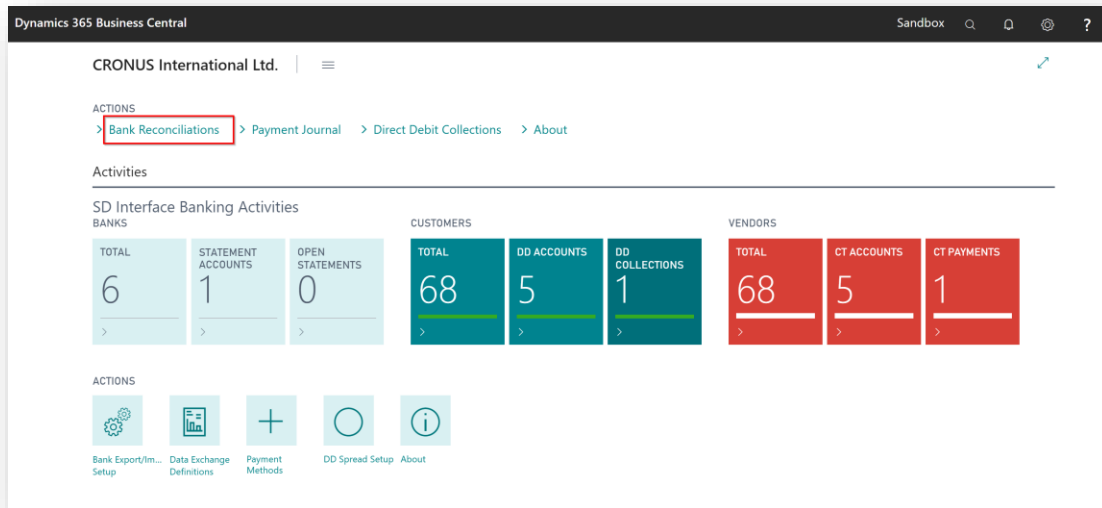 Dynamics 365 Business Central
Sandbox
?
CRONUS International Ltd.
ACTIONS
> Bank Reconciliations > Payment Journal > Direct Debit Collections > About
Activities
SD Interface Banking Activities
BANKS
CUSTOMERS
VENDORS
TOTAL
6
STATEMENT
ACCOUNTS
1
OPEN
STATEMENTS
0
TOTAL
68
DD ACCOUNTS
5
DD
COLLECTIONS
1
TOTAL
68
CT ACCOUNTS
5
CT PAYMENTS
1
ACTIONS
Bank Export/Im...
Setup
Data Exchange
Definitions
Payment
Methods
DD Spread Setup
About